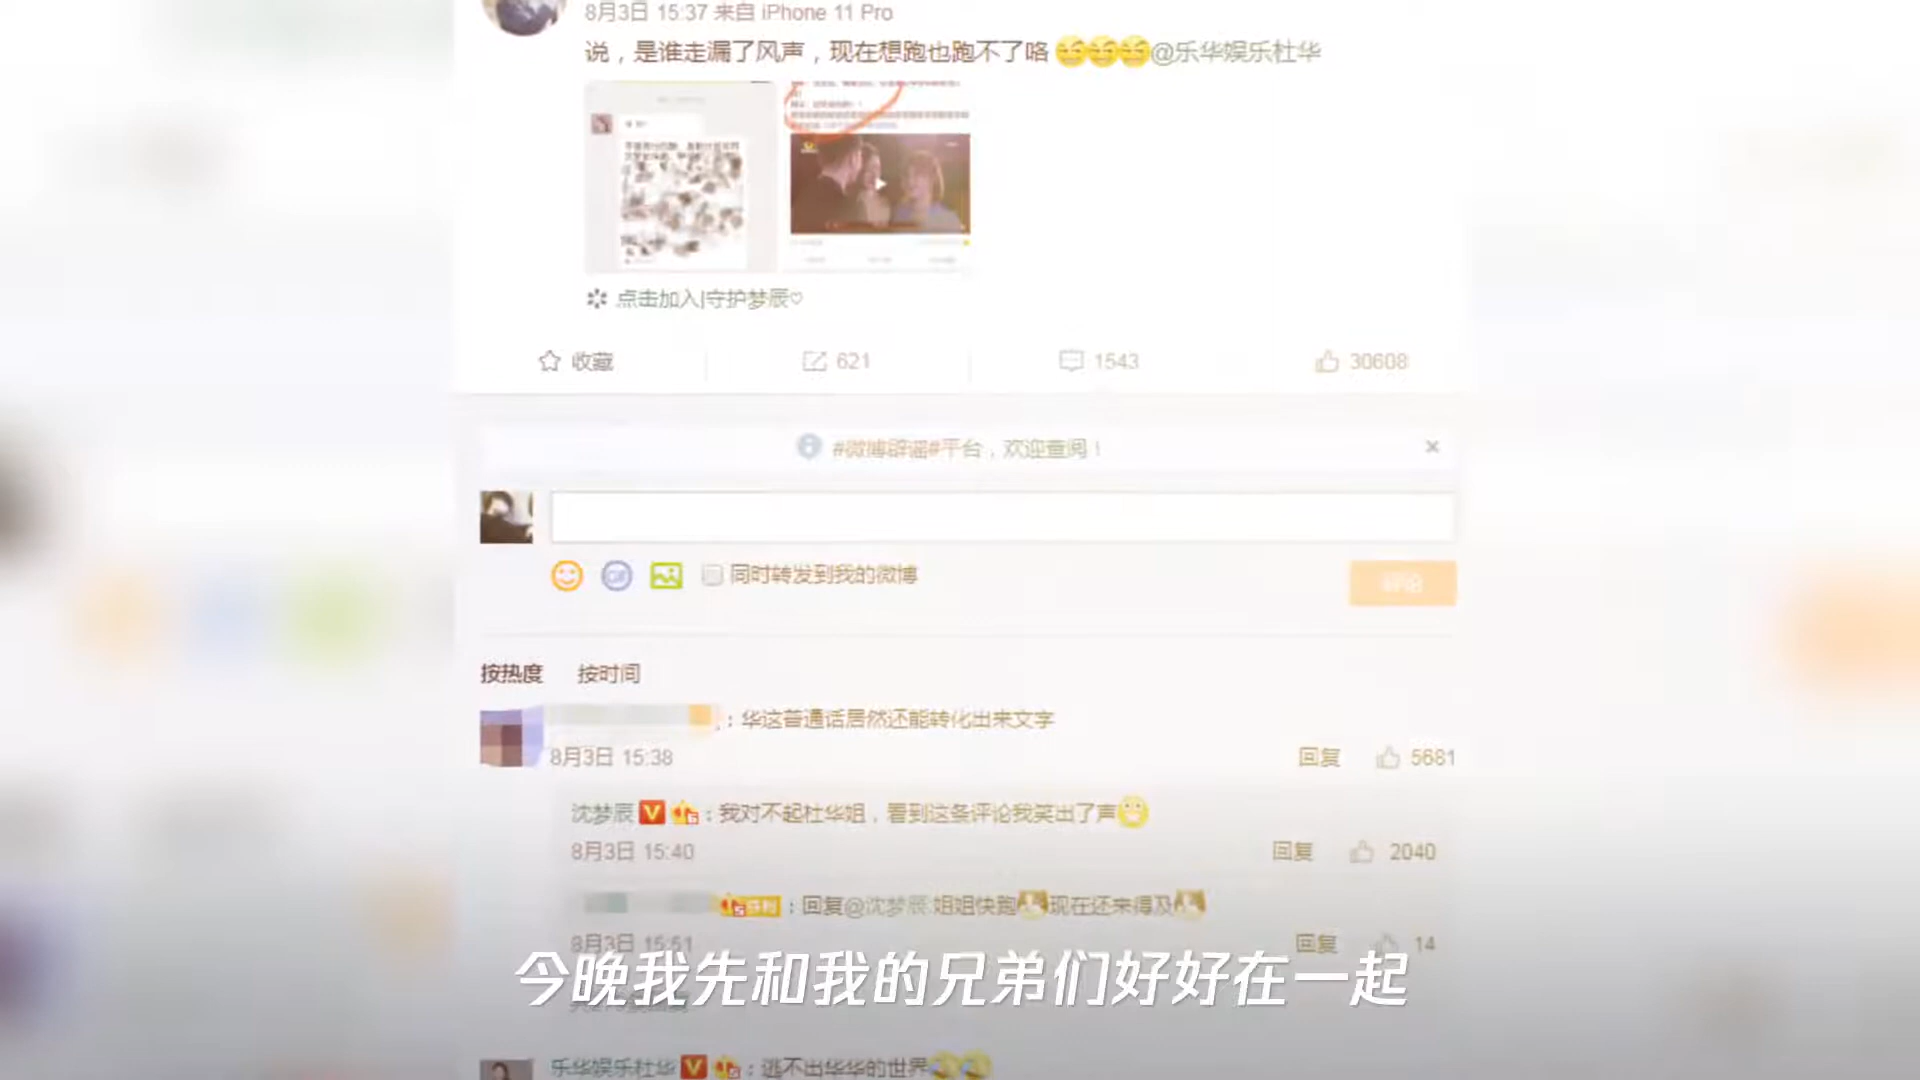 8月3日 15:37 来自 iPhone 11 Pro
说，是谁走漏了风声，现在想跑也跑不了咯 @乐华娱乐杜华
点击加入|守护梦辰♡
收藏 621 1543 30608
#微博辟谣#平台，欢迎查阅！
同时转发到我的微博 评论
按热度 按时间
：华这普通话居然还能转化出来文字
8月3日 15:38 回复 5681
沈梦辰：我对不起杜华姐，看到这条评论我笑出了声
8月3日 15:40 回复 2040
：回复@沈梦辰:姐姐快跑现在还来得及
8月3日 15:51 回复 14
今晚我先和我的兄弟们好好在一起
乐华娱乐杜华：逃不出华华的世界